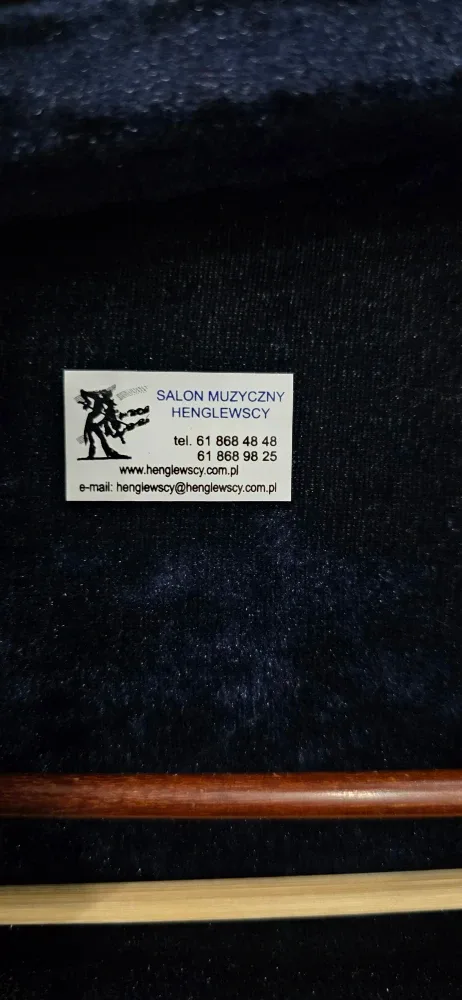 SALON MUZYCZNY
HENGLEWSCY
tel. 61 868 48 48
61 868 98 25
www.henglewscy.com.pl
e-mail: henglewscy@henglewscy.com.pl